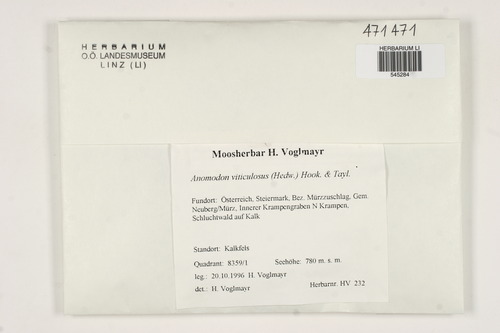 471471
HERBARIUM
O.Ö. LANDESMUSEUM
LINZ (LI)
HERBARIUM LI
545284
Moosherbar H. Voglmayr
Anomodon viticulosus (Hedw.) Hook. & Tayl.
Fundort: Österreich, Steiermark, Bez. Mürzzuschlag, Gem
Neuberg/Mürz, Innerer Krampengraben N Krampen,
Schluchtwald auf Kalk
Standort: Kalkfels
Quadrant: 8359/1 Seehöhe: 780 m. s. m.
leg.: 20.10.1996 H. Voglmayr
det.: H. Voglmayr Herbarnr. HV 232